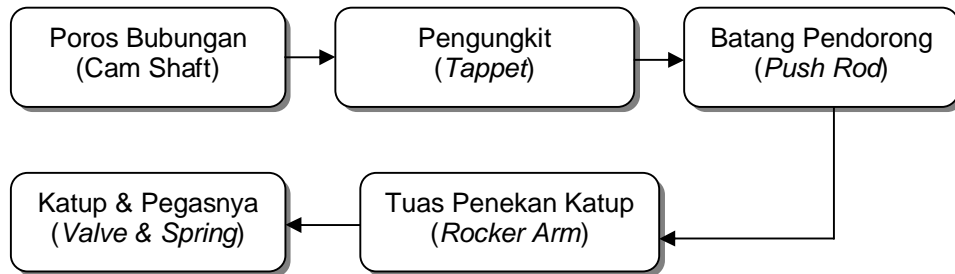 Poros Bubungan
(Cam Shaft)
Pengungkit
(Tappet)
Batang Pendorong
(Push Rod)
Katup & Pegasnya
(Valve & Spring)
Tuas Penekan Katup
(Rocker Arm)